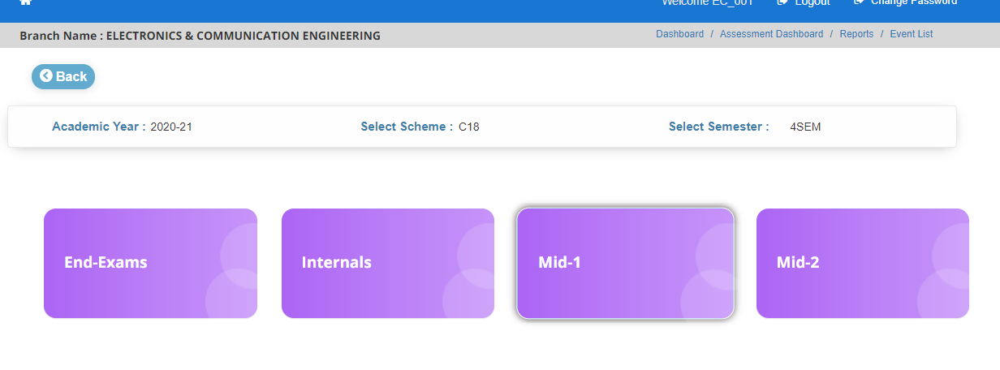 Welcome EC_001 Logout Change Password
Branch Name : ELECTRONICS & COMMUNICATION ENGINEERING
Dashboard / Assessment Dashboard / Reports / Event List
Back
Academic Year : 2020-21 Select Scheme : C18 Select Semester : 4SEM
End-Exams
Internals
Mid-1
Mid-2